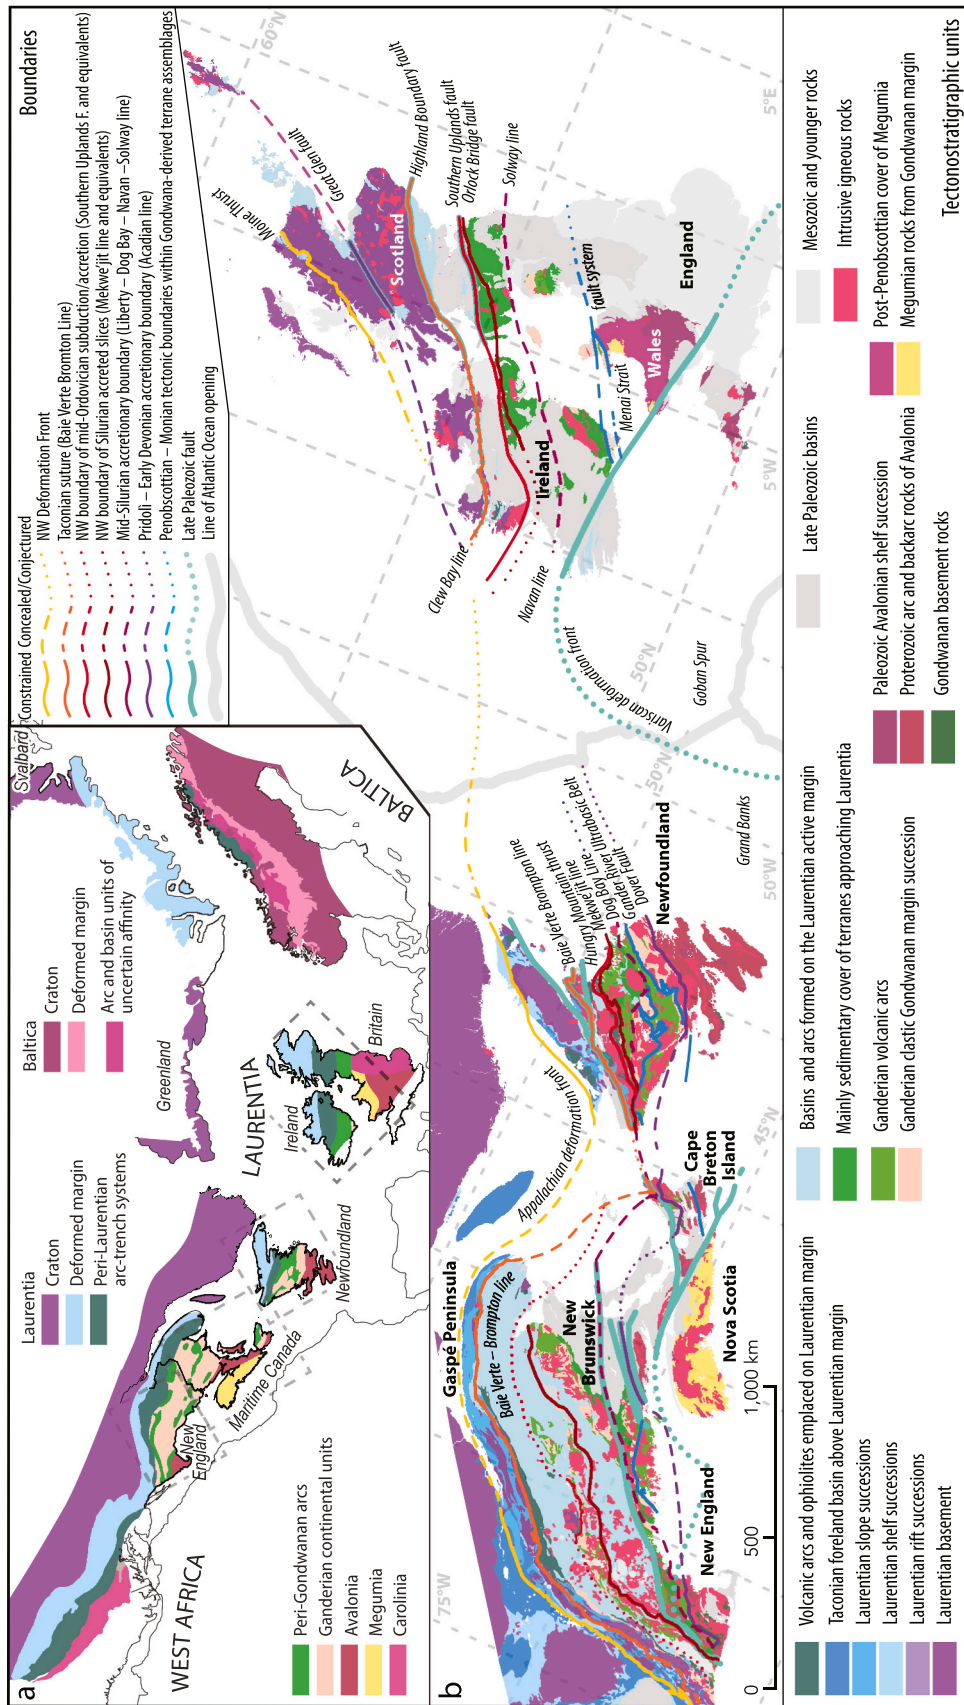 a
Laurentia
Craton
Deformed margin
Peri-Laurentian
arc-trench systems
Baltica
Craton
Deformed margin
Arc and basin units of
uncertain affinity
Svalbard
Greenland
BALTICA
LAURENTIA
Ireland
Britain
Newfoundland
Maritime Canada
New
England
WEST AFRICA
Peri-Gondwanan arcs
Ganderian continental units
Avalonia
Megumia
Carolinia
Boundaries
Constrained Concealed/Conjectured
NW Deformation Front
Taconian suture (Baie Verte Bromton Line)
NW boundary of mid-Ordovician subduction/accretion (Southern Uplands F. and equivalents)
NW boundary of Silurian accreted slices (Mekwe'jit line and equivalents)
Mid-Silurian accretionary boundary (Liberty – Dog Bay – Navan –Solway line)
Pridoli – Early Devonian accretionary boundary (Acadian line)
Penobscottian – Monian tectonic boundaries within Gondwana-derived terrane assemblages
Late Paleozoic fault
Line of Atlantic Ocean opening
b
75°W
Gaspé Peninsula
Baie Verte – Brompton line
Appalachian deformation front
New
Brunswick
New England
Nova Scotia
Cape
Breton
Island
45°N
0
500
1,000 km
Baie Verte Brompton line
Hungry Mountain thrust
Mekwe'jit line
Dog Bay Line
Gander River Ultrabasic Belt
Dover Fault
Newfoundland
50°W
Grand Banks
50°N
50°N
Goban Spur
Variscan deformation front
Navan line
Clew Bay line
Ireland
Moine Thrust
Great Glen fault
60°N
Scotland
Highland Boundary fault
Southern Uplands fault
Orlock Bridge fault
Solway line
Menai Strait
fault system
Wales
England
5°W
5°E
Volcanic arcs and ophiolites emplaced on Laurentian margin
Taconian foreland basin above Laurentian margin
Laurentian slope successions
Laurentian shelf successions
Laurentian rift successions
Laurentian basement
Basins and arcs formed on the Laurentian active margin
Mainly sedimentary cover of terranes approaching Laurentia
Ganderian volcanic arcs
Ganderian clastic Gondwanan margin succession
Late Paleozoic basins
Paleozoic Avalonian shelf succession
Proterozoic arc and backarc rocks of Avalonia
Gondwanan basement rocks
Mesozoic and younger rocks
Intrusive igneous rocks
Post-Penobscottian cover of Megumia
Megumian rocks from Gondwanan margin
Tectonostratigraphic units